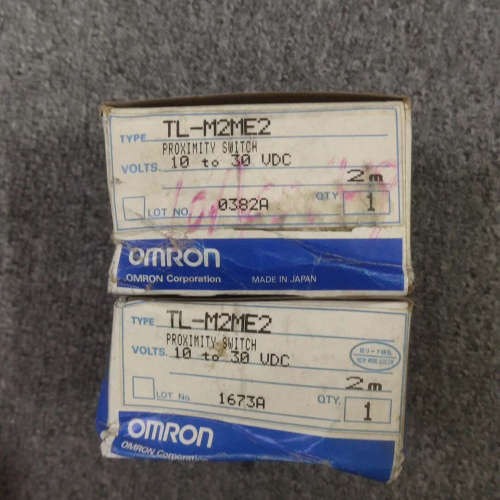 TYPE TL-M2ME2
PROXIMITY SWITCH
VOLTS. 10 to 30 VDC
2m
LOT NO. 0382A QTY 1
OMRON
OMRON Corporation MADE IN JAPAN
TYPE TL-M2ME2
PROXIMITY SWITCH
VOLTS. 10 to 30 VDC
2m
LOT No. 1673A QTY. 1
OMRON
OMRON Corporation